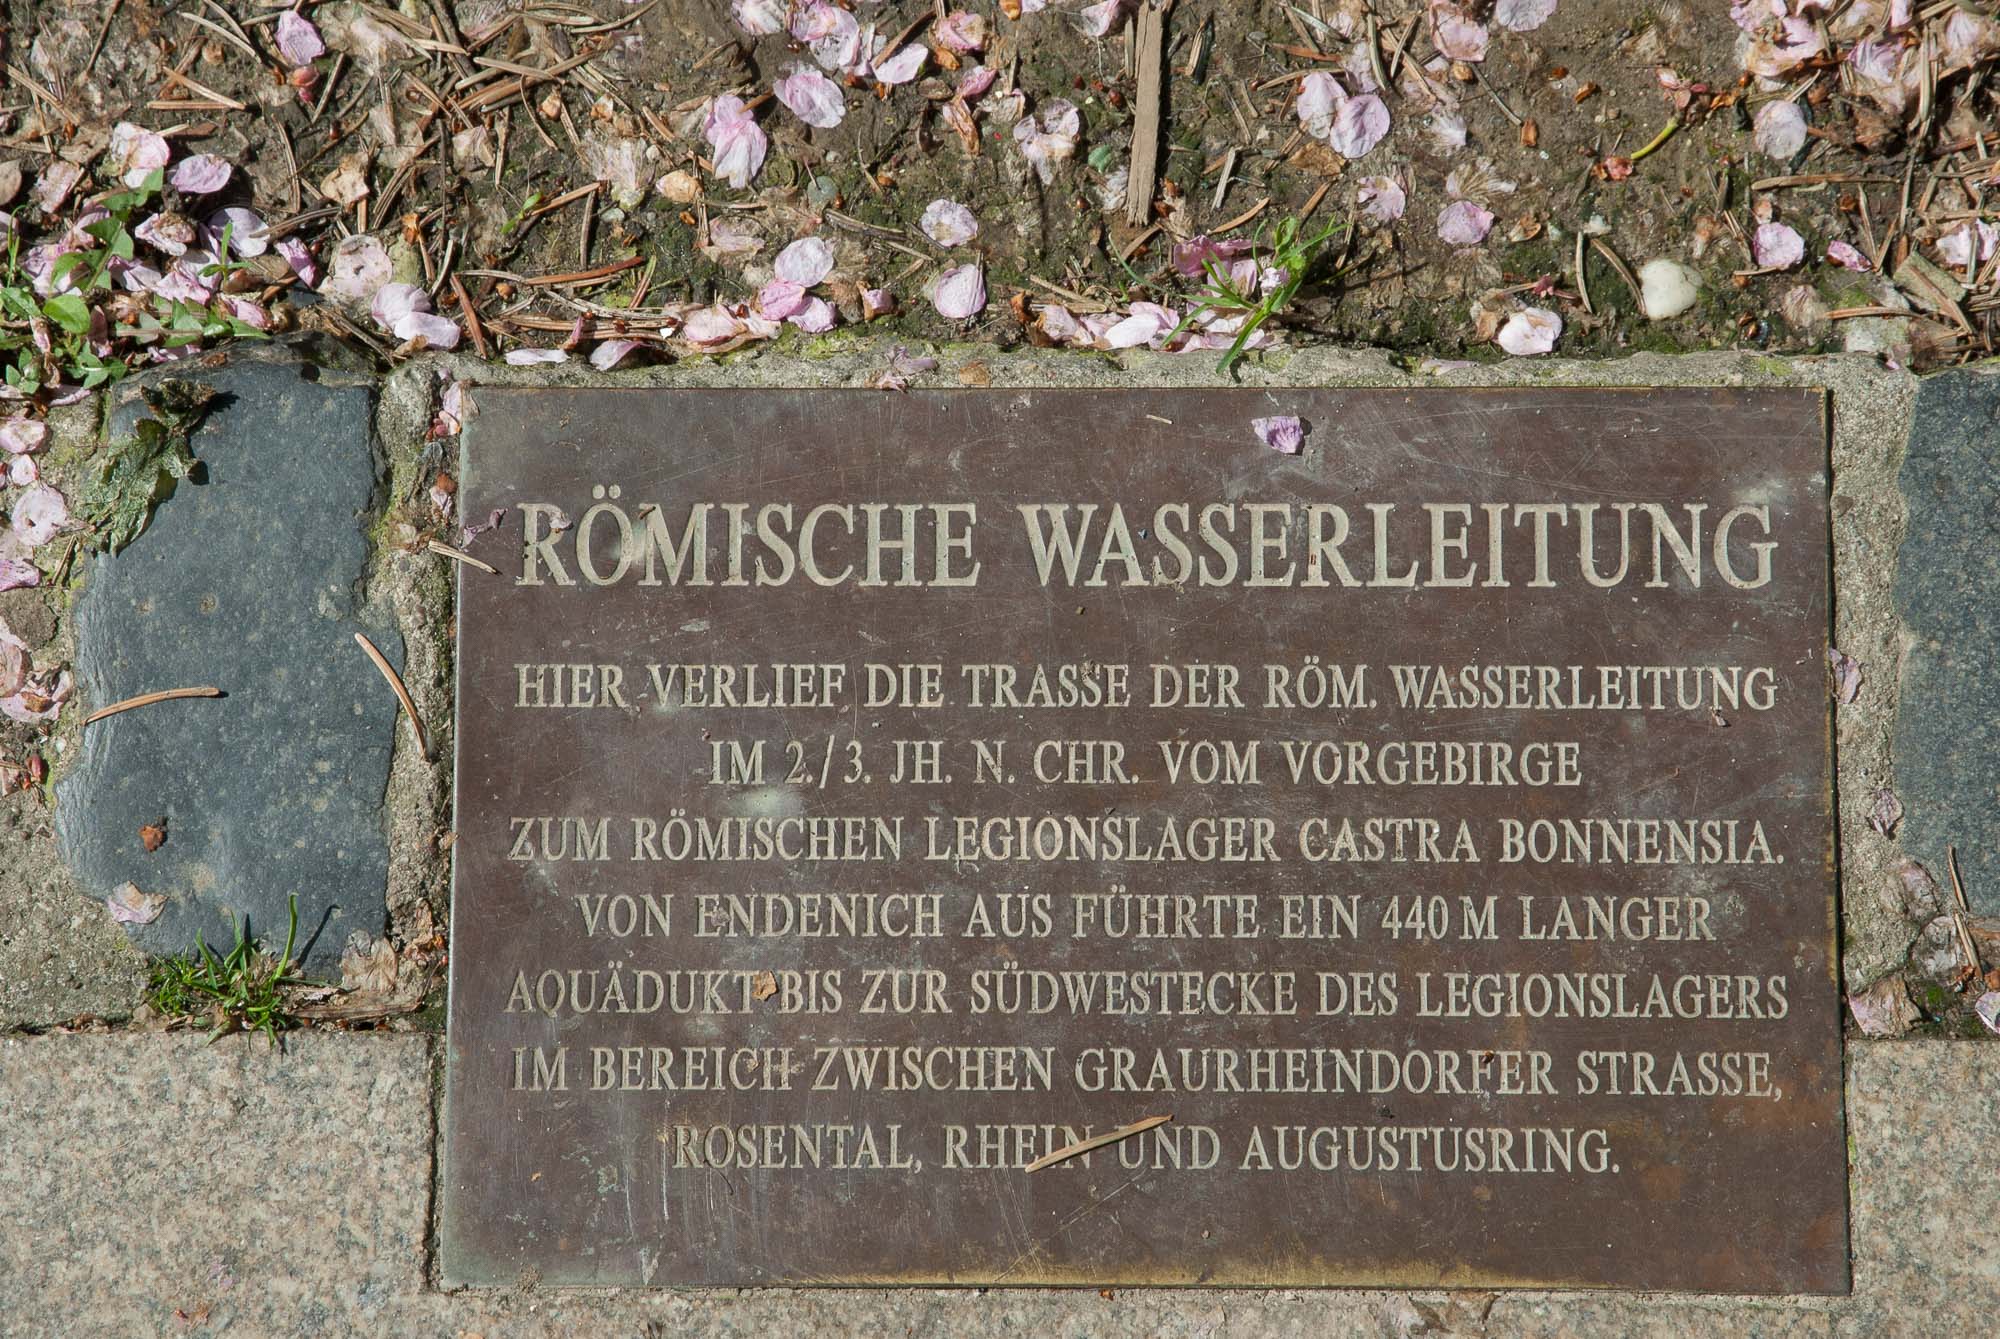 RÖMISCHE WASSERLEITUNG
HIER VERLIEF DIE TRASSE DER RÖM. WASSERLEITUNG
IM 2./3. JH. N. CHR. VOM VORGEBIRGE
ZUM RÖMISCHEN LEGIONSLAGER CASTRA BONNENSIA.
VON ENDENICH AUS FÜHRTE EIN 440 M LANGER
AQUÄDUKT BIS ZUR SÜDWESTECKE DES LEGIONSLAGERS
IM BEREICH ZWISCHEN GRAURHEINDORFER STRASSE,
ROSENTAL, RHEIN UND AUGUSTUSRING.